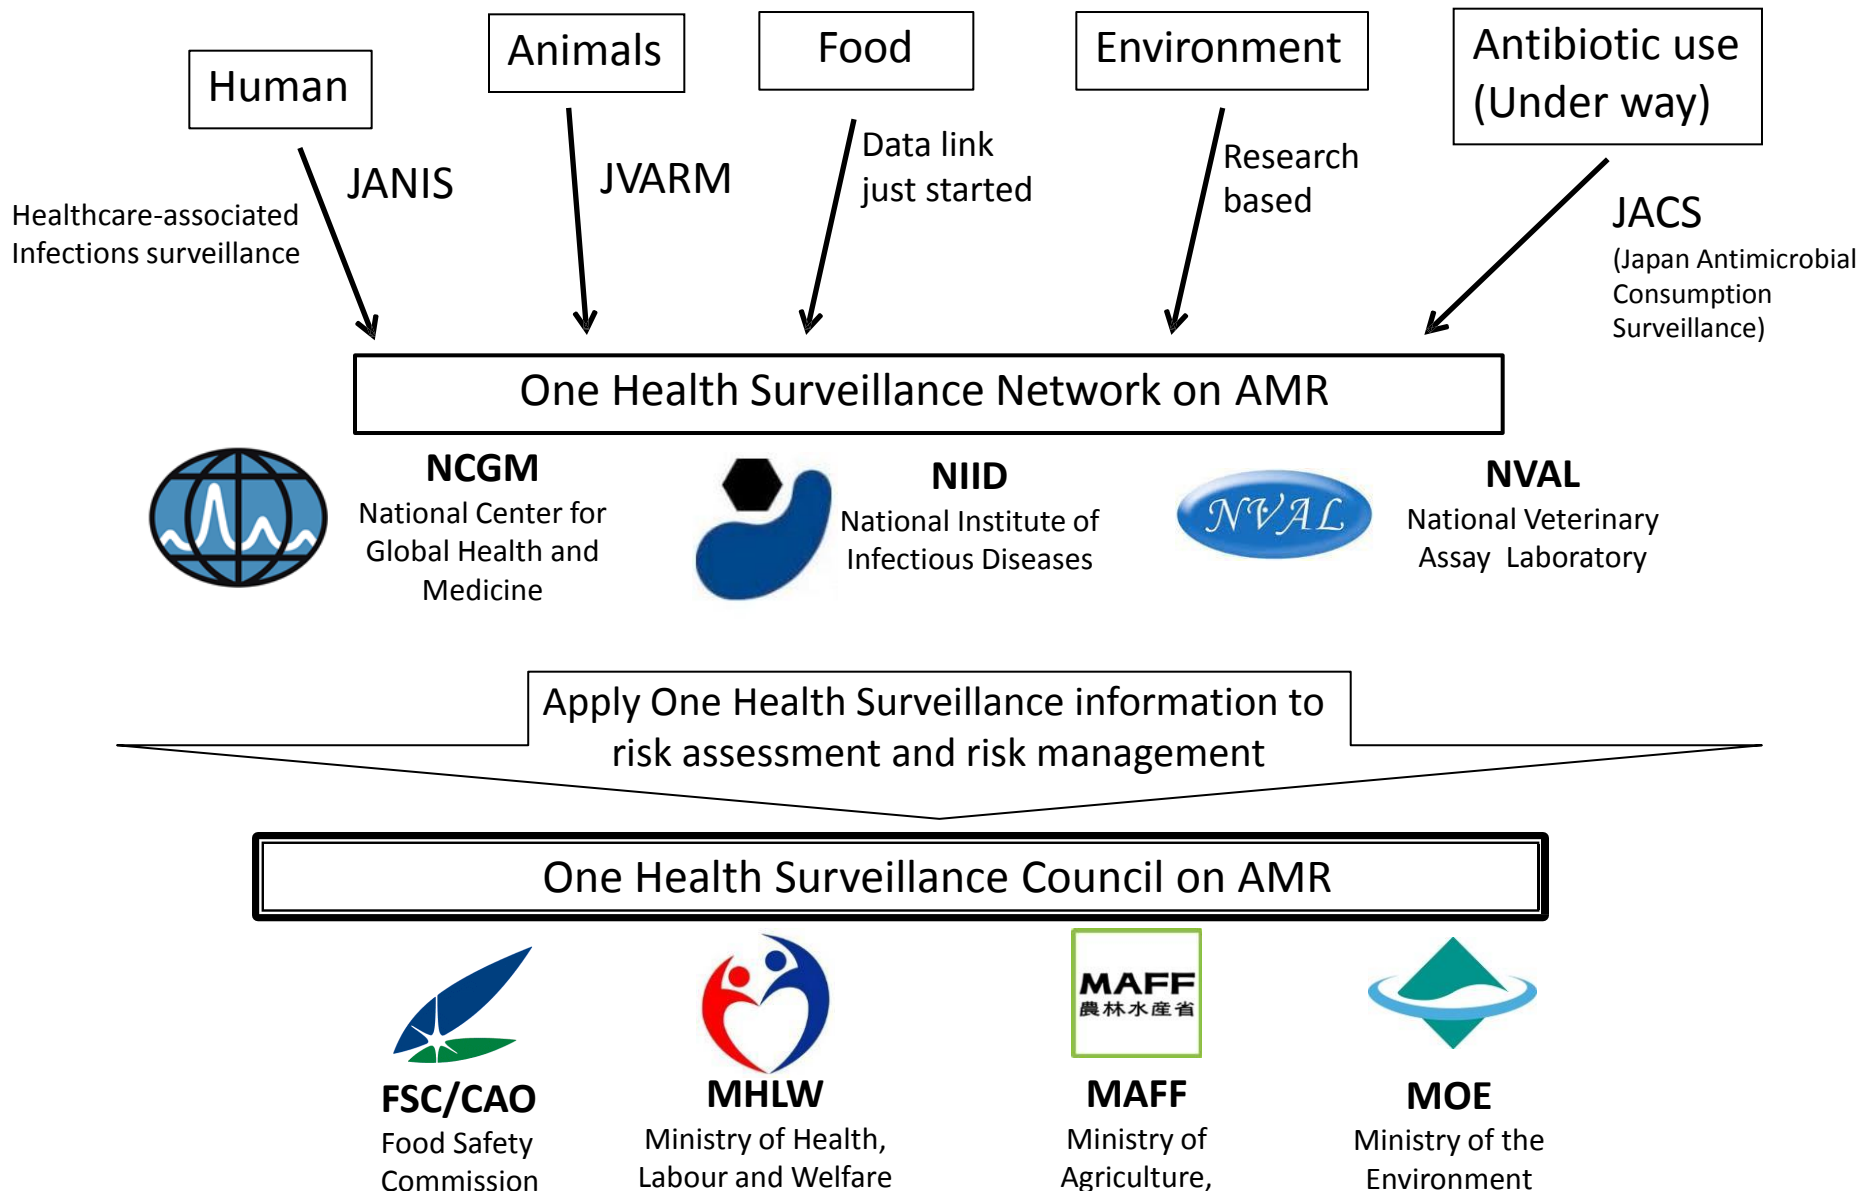 Human
Animals
Food
Environment
Antibiotic use
(Under way)
Healthcare-associated
Infections surveillance
JANIS
JVARM
Data link
just started
Research
based
JACS
(Japan Antimicrobial
Consumption
Surveillance)
One Health Surveillance Network on AMR
NCGM
National Center for
Global Health and
Medicine
NIID
National Institute of
Infectious Diseases
NVAL
NVAL
National Veterinary
Assay Laboratory
Apply One Health Surveillance information to
risk assessment and risk management
One Health Surveillance Council on AMR
FSC/CAO
Food Safety
Commission
MHLW
Ministry of Health,
Labour and Welfare
MAFF
農林水産省
MAFF
Ministry of
Agriculture,
MOE
Ministry of the
Environment